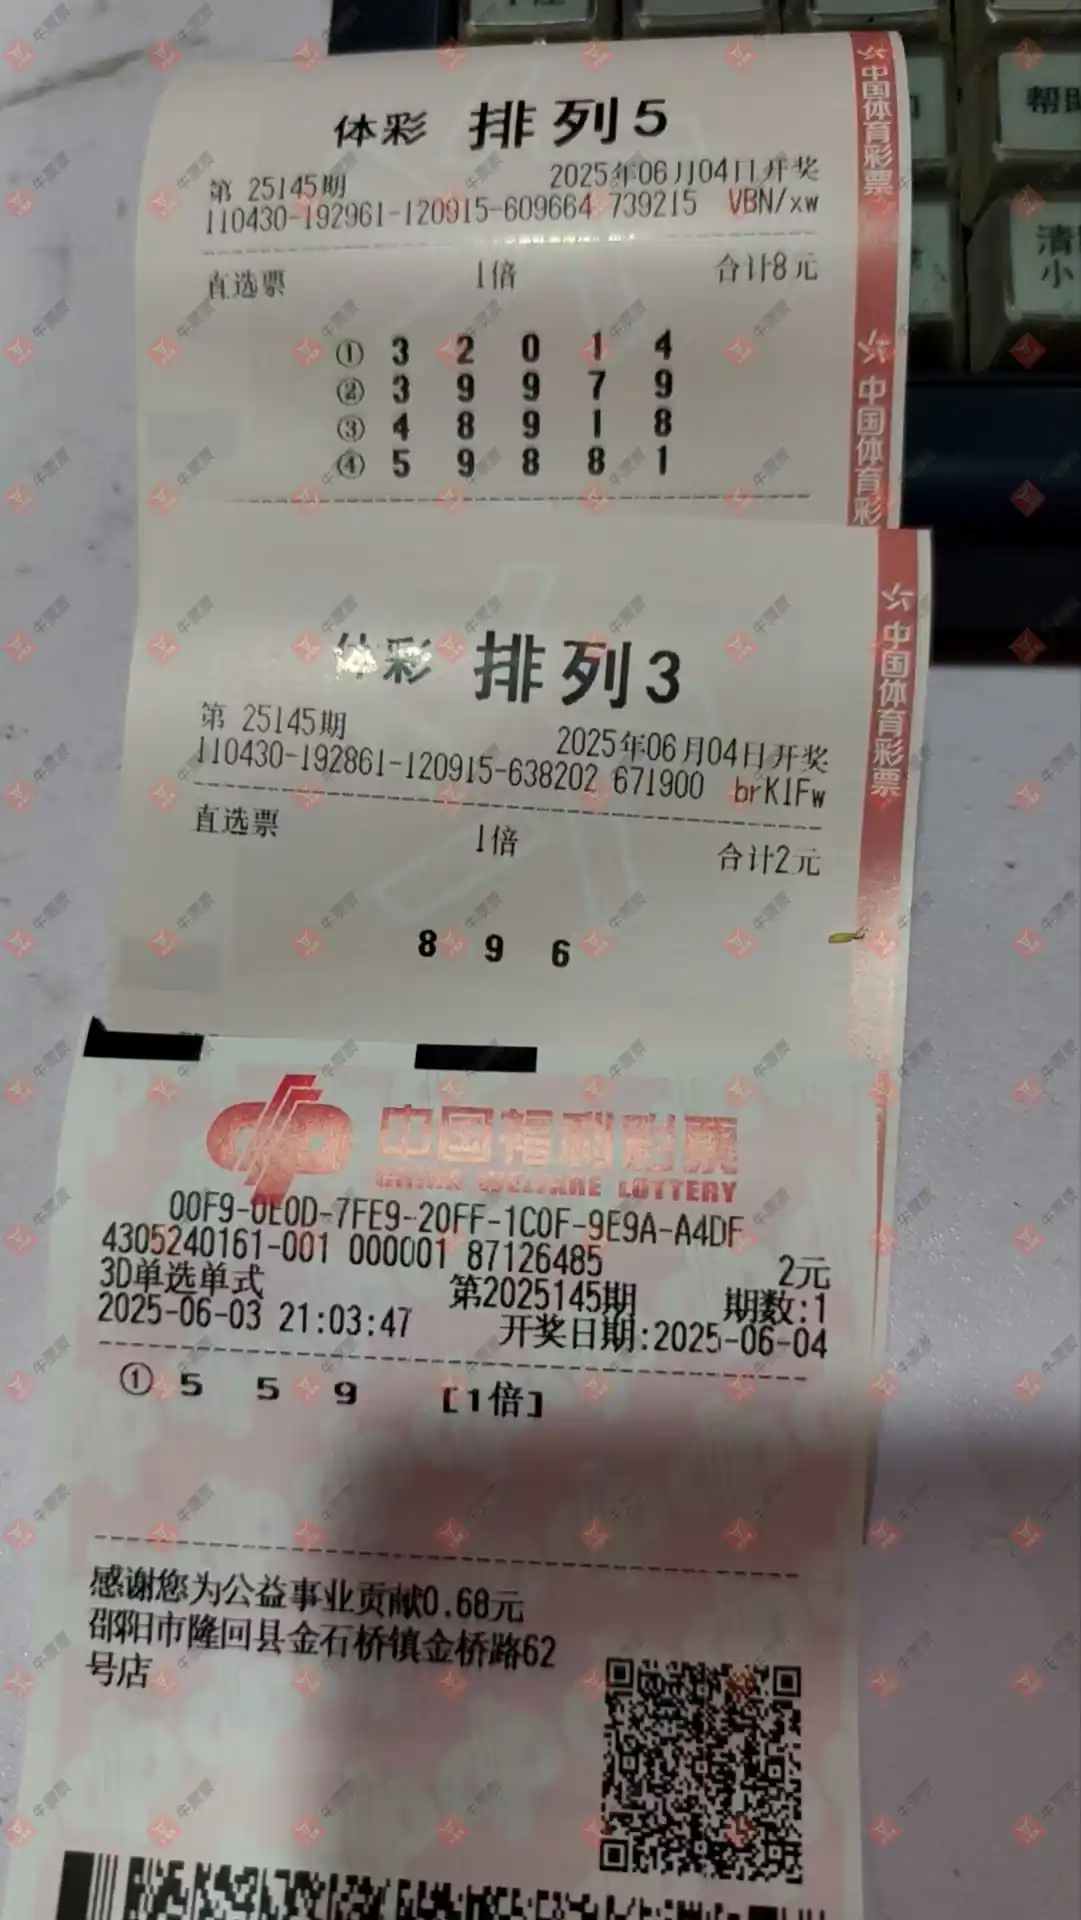 体彩 排列5
第 25145期 2025年06月04日开奖
110430-192961-120915-609664 739215 VBN/xw
直选票 1倍 合计8元
① 3 2 0 1 4
② 3 9 9 7 9
③ 4 8 9 1 8
④ 5 9 8 8 1
中国体育彩票
中国体育彩
体彩 排列3
第 25145期 2025年06月04日开奖
110430-192861-120915-638202 671900 brK1Fw
直选票 1倍 合计2元
8 9 6
中国体育彩票
中国福利彩票
CHINA WELFARE LOTTERY
00F9-0E0D-7FE9-20FF-1C0F-9E9A-A4DF
4305240161-001 000001 87126485 2元
3D单选单式 第2025145期 期数:1
2025-06-03 21:03:47 开奖日期:2025-06-04
① 5 5 9 [1倍]
感谢您为公益事业贡献0.68元
邵阳市隆回县金石桥镇金桥路62
号店
帮助
清
小
牛票票